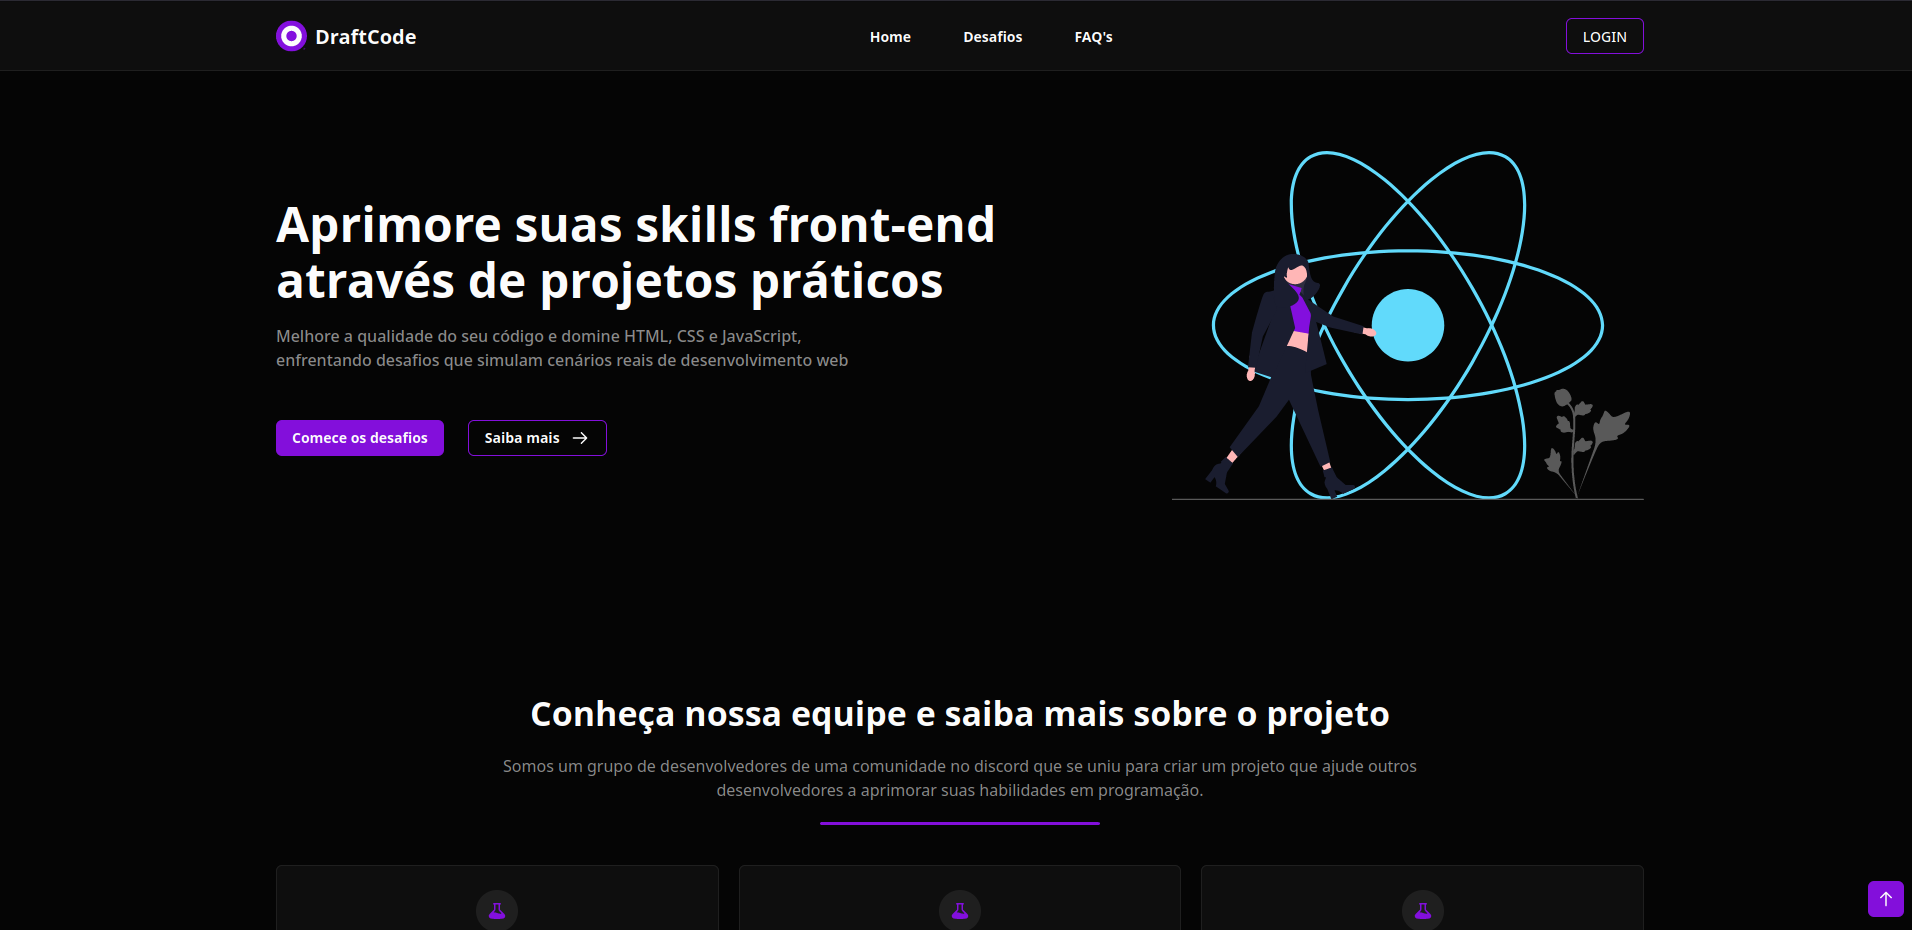 DraftCode
Home
Desafios
FAQ's
LOGIN
Aprimore suas skills front-end
através de projetos práticos
Melhore a qualidade do seu código e domine HTML, CSS e JavaScript,
enfrentando desafios que simulam cenários reais de desenvolvimento web
Comece os desafios
Saiba mais
Conheça nossa equipe e saiba mais sobre o projeto
Somos um grupo de desenvolvedores de uma comunidade no discord que se uniu para criar um projeto que ajude outros
desenvolvedores a aprimorar suas habilidades em programação.